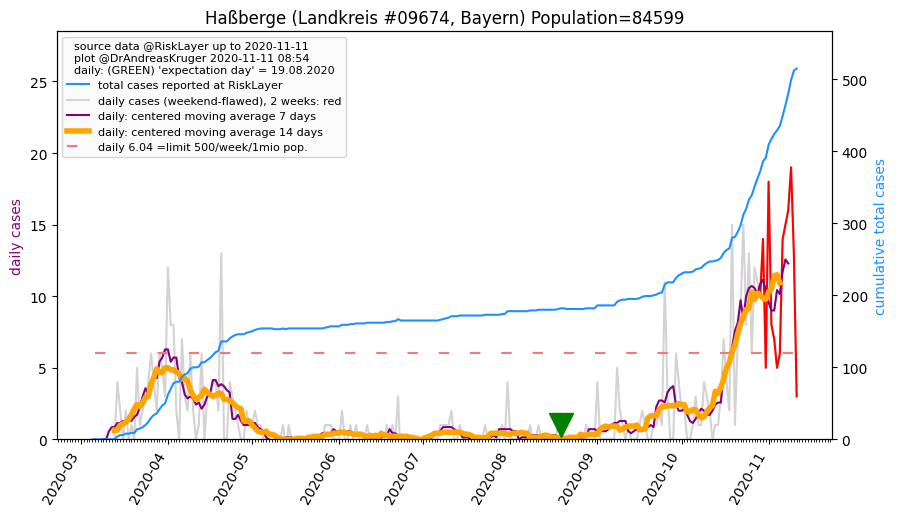 Haßberge (Landkreis #09674, Bayern) Population=84599
source data @RiskLayer up to 2020-11-11
plot @DrAndreasKruger 2020-11-11 08:54
daily: (GREEN) 'expectation day' = 19.08.2020
total cases reported at RiskLayer
daily cases (weekend-flawed), 2 weeks: red
daily: centered moving average 7 days
daily: centered moving average 14 days
daily 6.04 =limit 500/week/1mio pop.
daily cases
25
20
15
10
5
0
cumulative total cases
500
400
300
200
100
0
2020-03
2020-04
2020-05
2020-06
2020-07
2020-08
2020-09
2020-10
2020-11